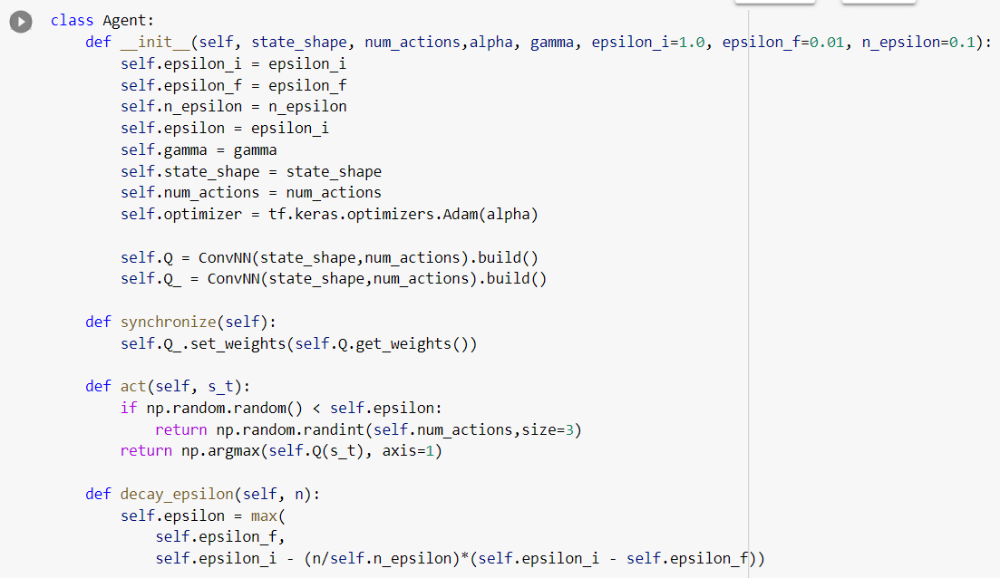 class Agent:
    def __init__(self, state_shape, num_actions,alpha, gamma, epsilon_i=1.0, epsilon_f=0.01, n_epsilon=0.1):
        self.epsilon_i = epsilon_i
        self.epsilon_f = epsilon_f
        self.n_epsilon = n_epsilon
        self.epsilon = epsilon_i
        self.gamma = gamma
        self.state_shape = state_shape
        self.num_actions = num_actions
        self.optimizer = tf.keras.optimizers.Adam(alpha)

        self.Q = ConvNN(state_shape,num_actions).build()
        self.Q_ = ConvNN(state_shape,num_actions).build()

    def synchronize(self):
        self.Q_.set_weights(self.Q.get_weights())

    def act(self, s_t):
        if np.random.random() < self.epsilon:
            return np.random.randint(self.num_actions,size=3)
        return np.argmax(self.Q(s_t), axis=1)

    def decay_epsilon(self, n):
        self.epsilon = max(
            self.epsilon_f,
            self.epsilon_i - (n/self.n_epsilon)*(self.epsilon_i - self.epsilon_f))